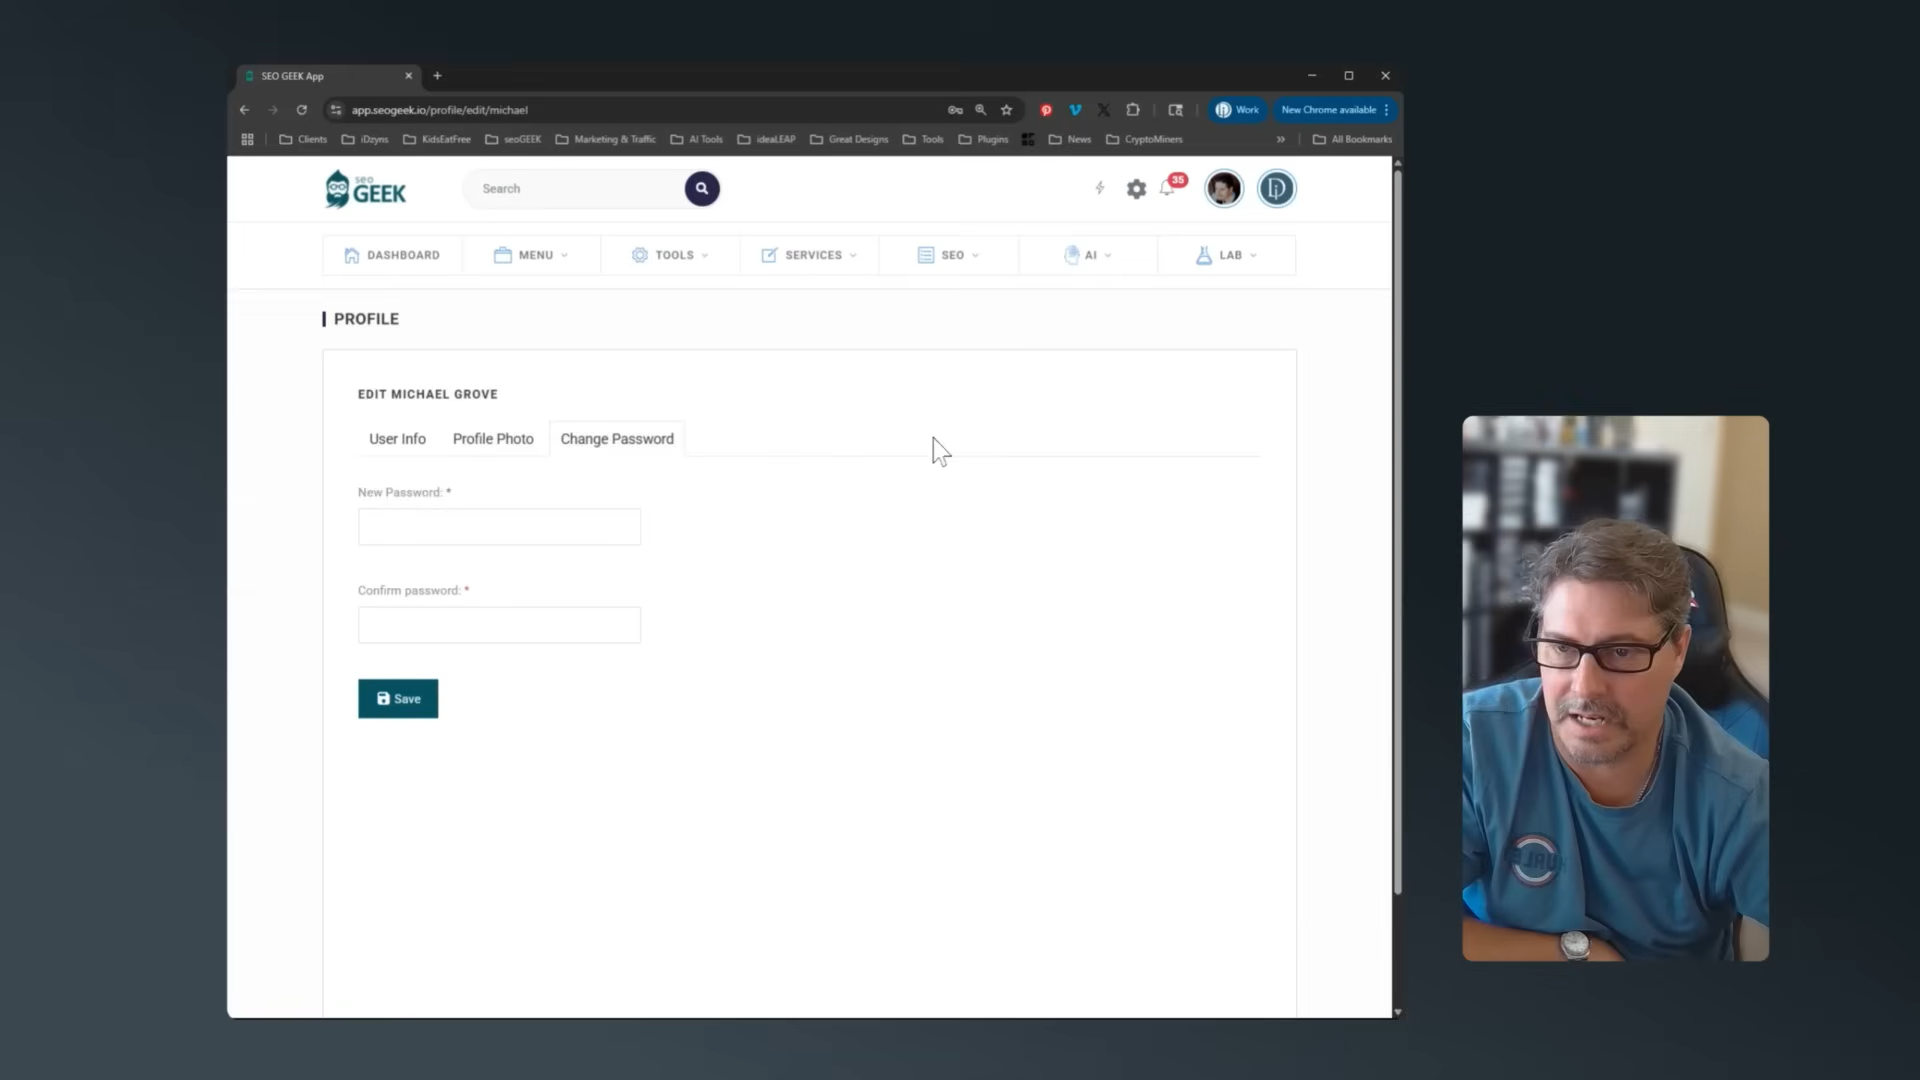 SEO GEEK App
app.seogeek.io/profile/edit/michael
Work
New Chrome available
Clients
iDzyns
KidsEatFree
seoGEEK
Marketing & Traffic
AI Tools
ideaLEAP
Great Designs
Tools
Plugins
News
CryptoMiners
All Bookmarks
seo
GEEK
Search
35
DASHBOARD
MENU
TOOLS
SERVICES
SEO
AI
LAB
PROFILE
EDIT MICHAEL GROVE
User Info
Profile Photo
Change Password
New Password: *
Confirm password: *
Save